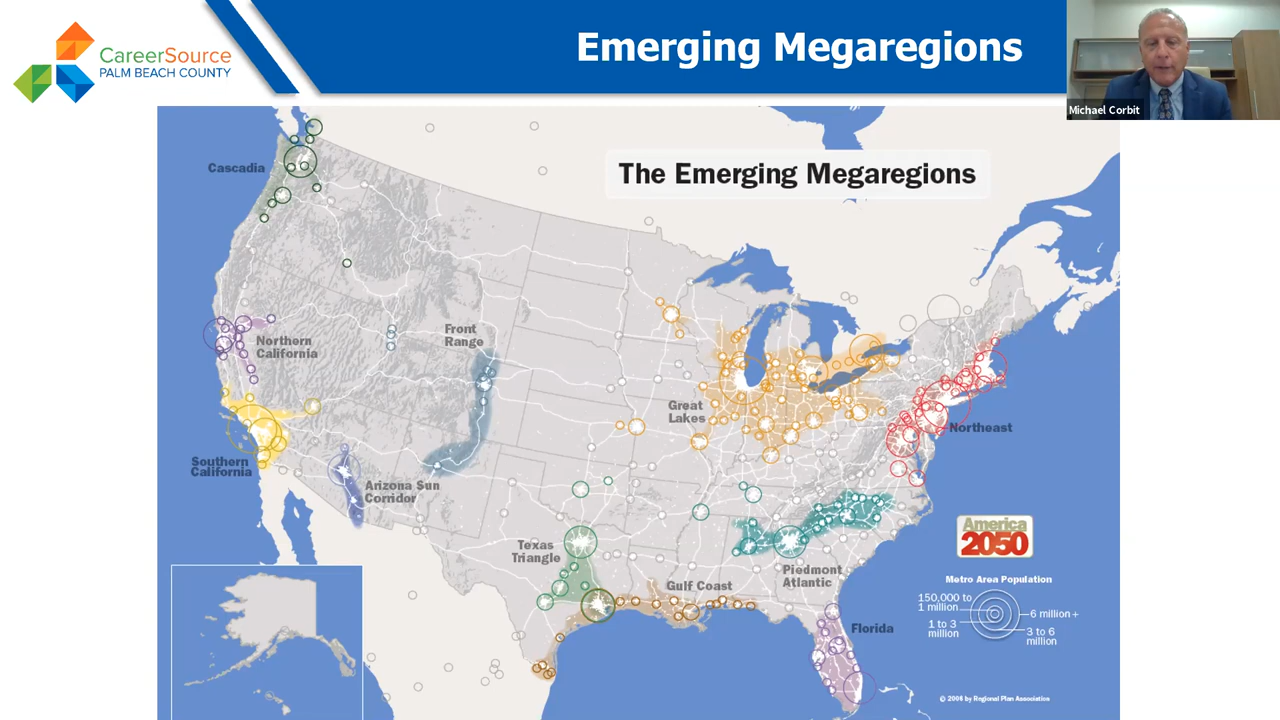 CareerSource
PALM BEACH COUNTY
Emerging Megaregions
Michael Corbit
The Emerging Megaregions
Cascadia
Northern
California
Front
Range
Great
Lakes
Northeast
Southern
California
Arizona Sun
Corridor
Texas
Triangle
Gulf Coast
Piedmont
Atlantic
Florida
America
2050
Metro Area Population
150,000 to
1 million
1 to 3
million
6 million+
3 to 6
million
© 2008 by Regional Plan Association